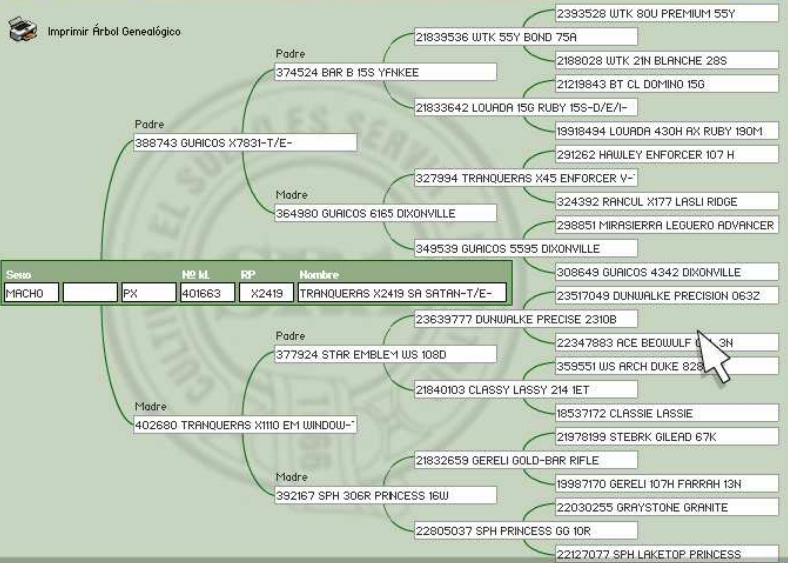 Imprimir Árbol Genealógico
2393528 WTK 80U PREMIUM 55Y
21839536 WTK 55Y BOND 75A
2188028 WTK 21N BLANCHE 28S
Padre
374524 BAR B 15S YANKEE
21219843 BT CL DOMINO 15G
21833642 LOUADA 15G RUBY 15S-D/E/I-
19918494 LOUADA 430H AX RUBY 190M
Padre
388743 GUAICOS X7831-T/E-
291262 HAWLEY ENFORCER 107 H
327994 TRANQUERAS X45 ENFORCER V-
324392 RANCUL X177 LASLI RIDGE
Madre
364980 GUAICOS 6165 DIXONVILLE
298851 MIRASIERRA LEGUERO ADVANCER
349539 GUAICOS 5595 DIXONVILLE
308649 GUAICOS 4342 DIXONVILLE
Sexo Nº Id. RP Nombre
MACHO PX 401663 X2419 TRANQUERAS X2419 SA SATAN-T/E-
23517049 DUNWALKE PRECISION 063Z
23639777 DUNWALKE PRECISE 2310B
22347883 ACE BEOWULF 3N
Padre
377924 STAR EMBLEM WS 108D
359551 WS ARCH DUKE 828
21840103 CLASSY LASSY 214 1ET
18537172 CLASSIE LASSIE
Madre
402680 TRANQUERAS X1110 EM WINDOW-
21978199 STEBRK GILEAD 67K
21832659 GERELI GOLD-BAR RIFLE
19987170 GERELI 107H FARRAH 13N
Madre
392167 SPH 306R PRINCESS 16W
22030255 GRAYSTONE GRANITE
22805037 SPH PRINCESS GG 10R
22127077 SPH LAKETOP PRINCESS